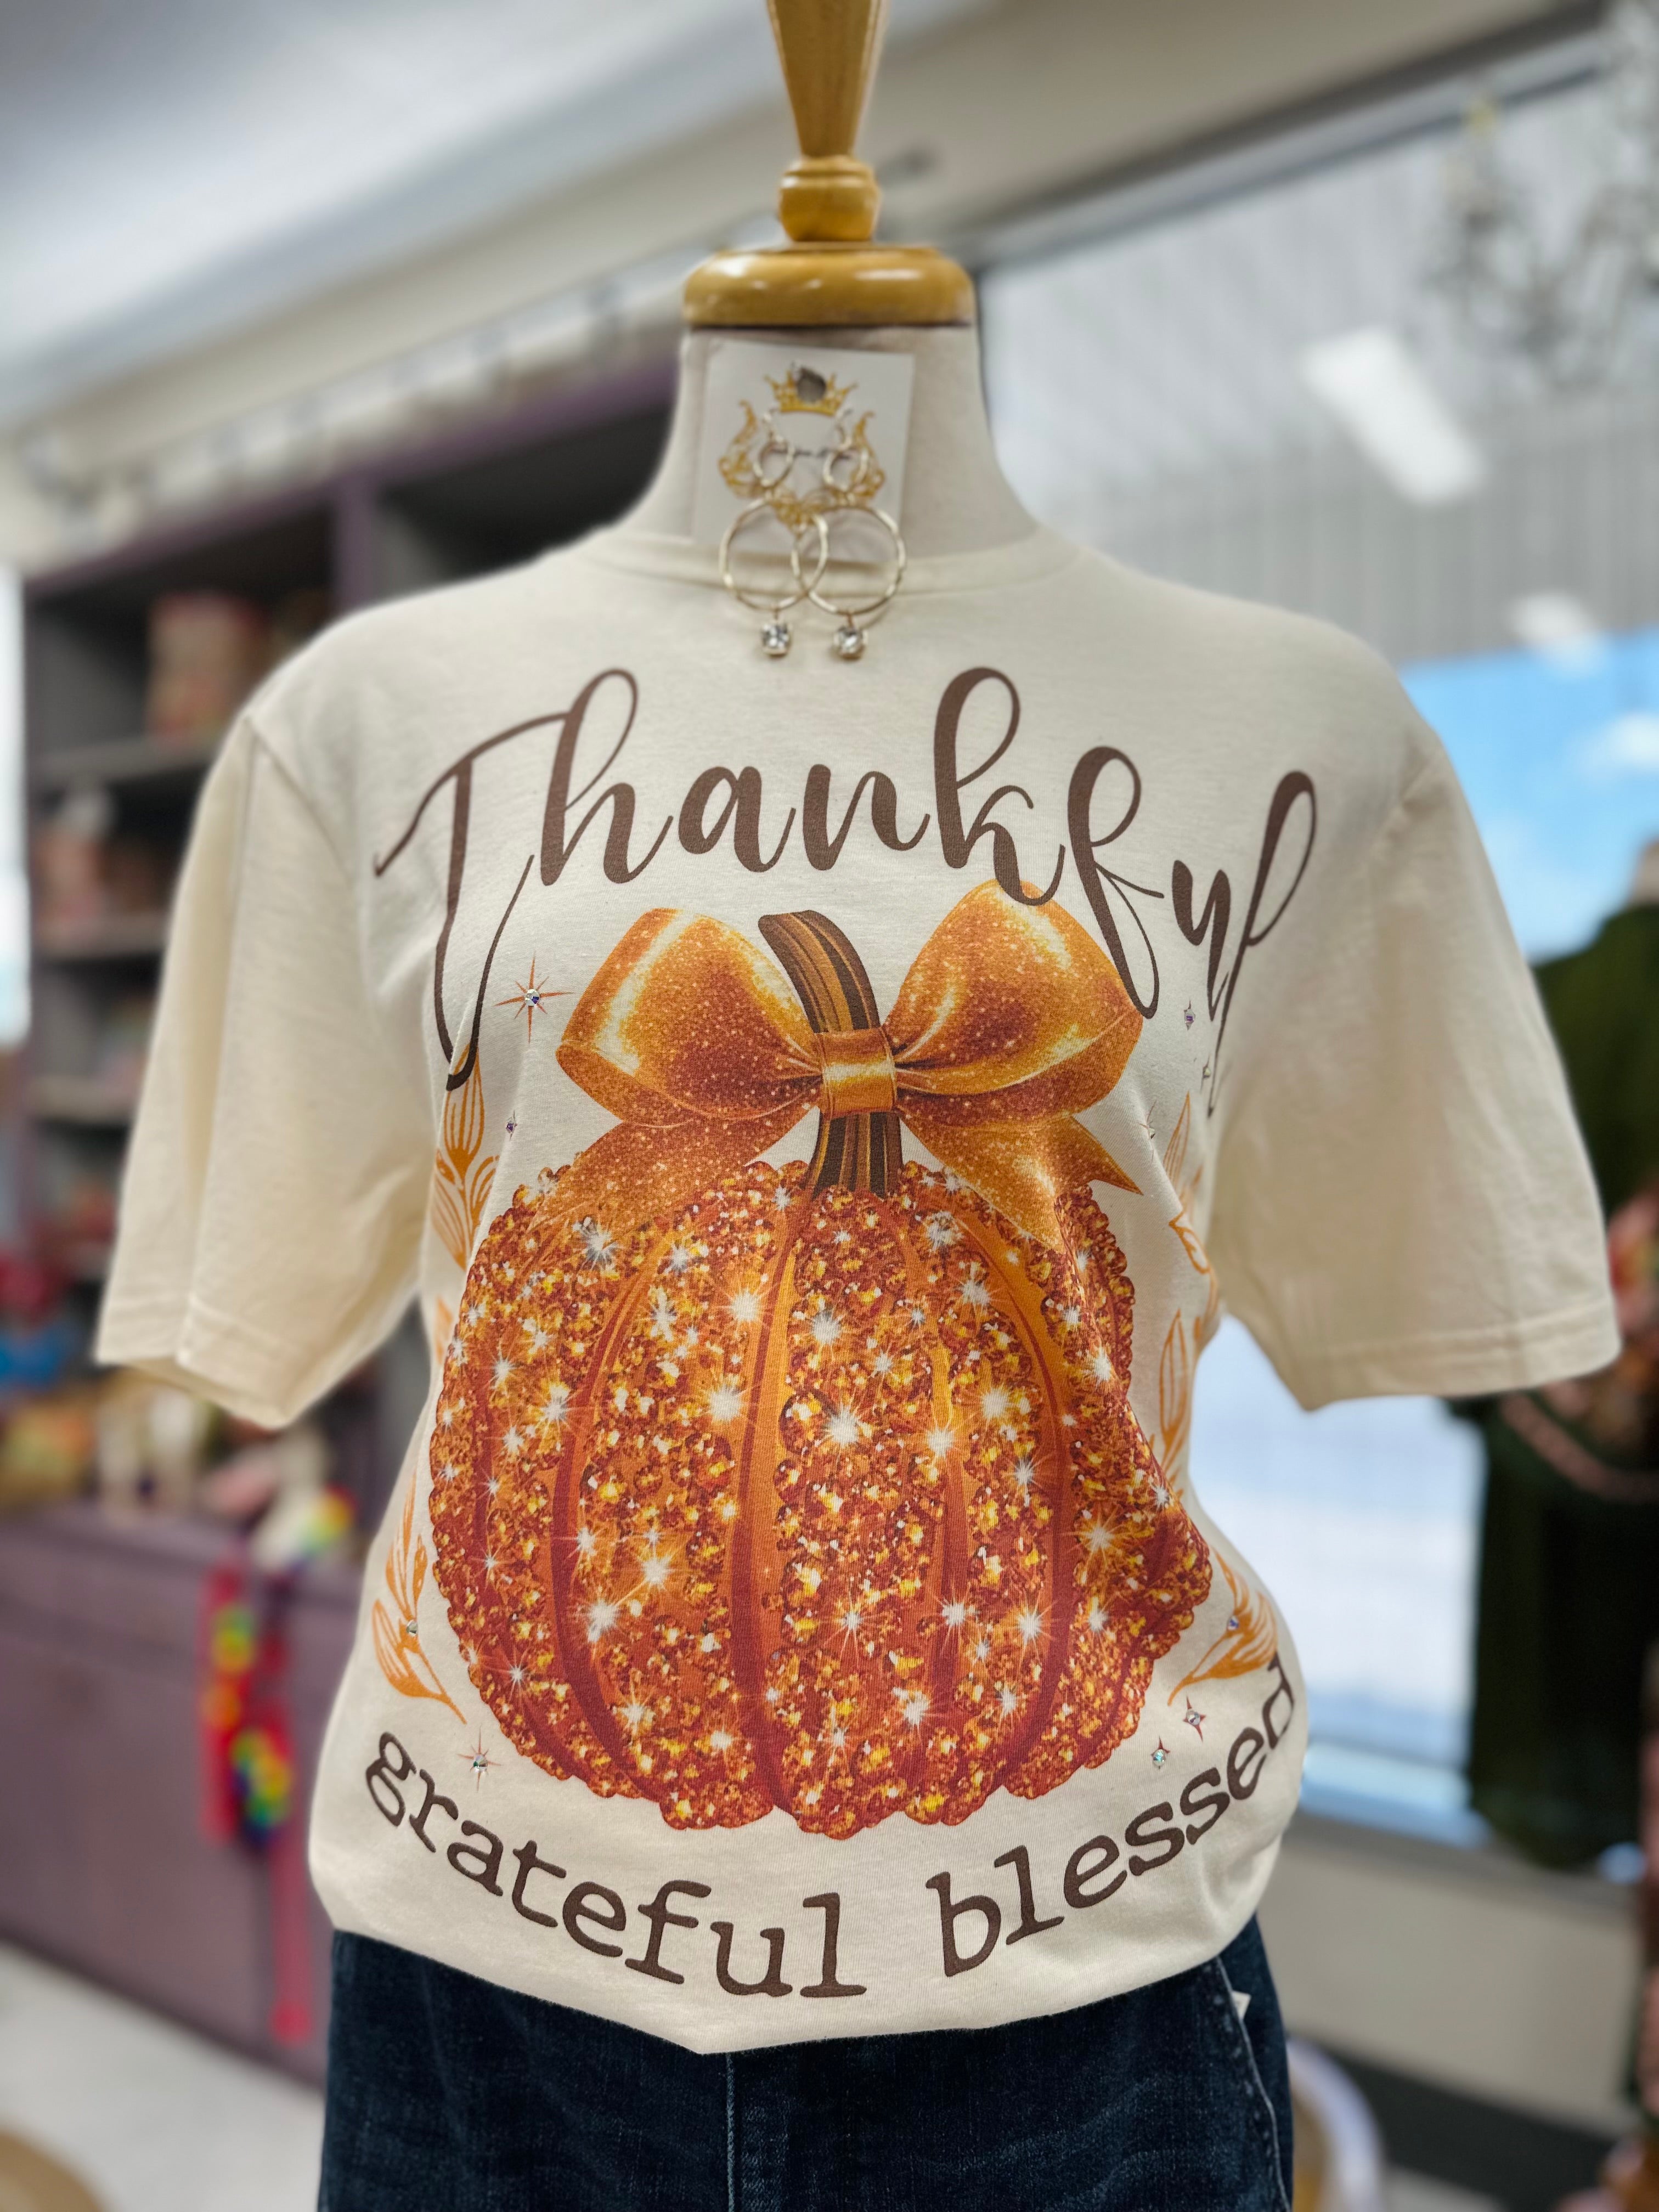 Thankful
grateful blessed